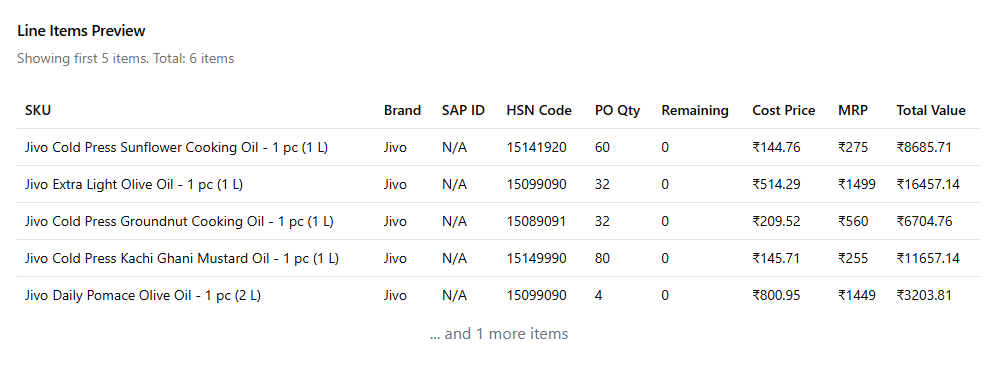 Line Items Preview
Showing first 5 items. Total: 6 items
SKU Brand SAP ID HSN Code PO Qty Remaining Cost Price MRP Total Value
Jivo Cold Press Sunflower Cooking Oil - 1 pc (1 L) Jivo N/A 15141920 60 0 ₹144.76 ₹275 ₹8685.71
Jivo Extra Light Olive Oil - 1 pc (1 L) Jivo N/A 15099090 32 0 ₹514.29 ₹1499 ₹16457.14
Jivo Cold Press Groundnut Cooking Oil - 1 pc (1 L) Jivo N/A 15089091 32 0 ₹209.52 ₹560 ₹6704.76
Jivo Cold Press Kachi Ghani Mustard Oil - 1 pc (1 L) Jivo N/A 15149990 80 0 ₹145.71 ₹255 ₹11657.14
Jivo Daily Pomace Olive Oil - 1 pc (2 L) Jivo N/A 15099090 4 0 ₹800.95 ₹1449 ₹3203.81
... and 1 more items